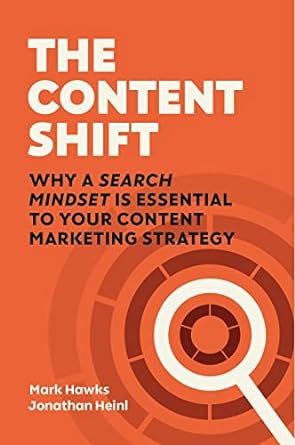 THE
CONTENT
SHIFT
WHY A SEARCH
MINDSET IS ESSENTIAL
TO YOUR CONTENT
MARKETING STRATEGY
Mark Hawks
Jonathan Heinl